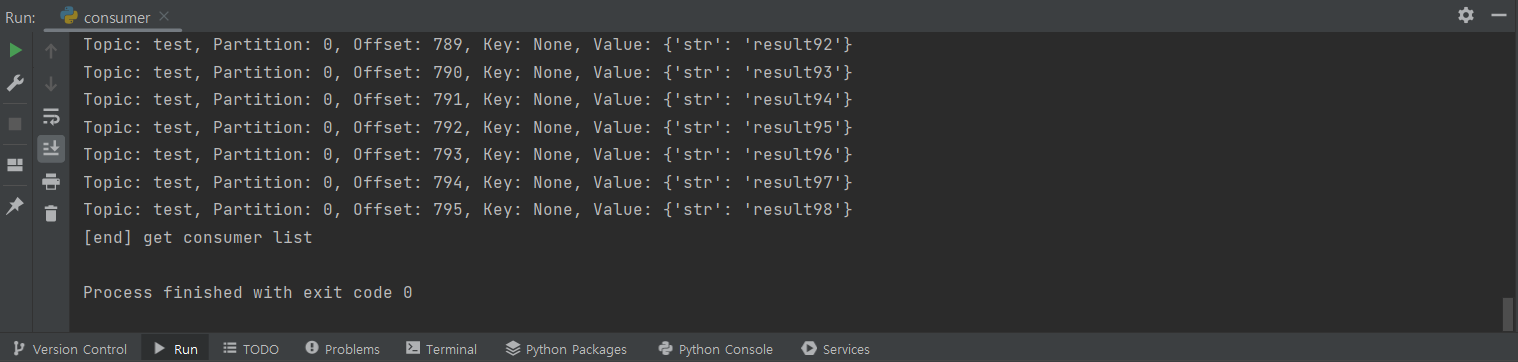 Run: consumer
Topic: test, Partition: 0, Offset: 789, Key: None, Value: {'str': 'result92'}
Topic: test, Partition: 0, Offset: 790, Key: None, Value: {'str': 'result93'}
Topic: test, Partition: 0, Offset: 791, Key: None, Value: {'str': 'result94'}
Topic: test, Partition: 0, Offset: 792, Key: None, Value: {'str': 'result95'}
Topic: test, Partition: 0, Offset: 793, Key: None, Value: {'str': 'result96'}
Topic: test, Partition: 0, Offset: 794, Key: None, Value: {'str': 'result97'}
Topic: test, Partition: 0, Offset: 795, Key: None, Value: {'str': 'result98'}
[end] get consumer list
Process finished with exit code 0
Version Control Run TODO Problems Terminal Python Packages Python Console Services